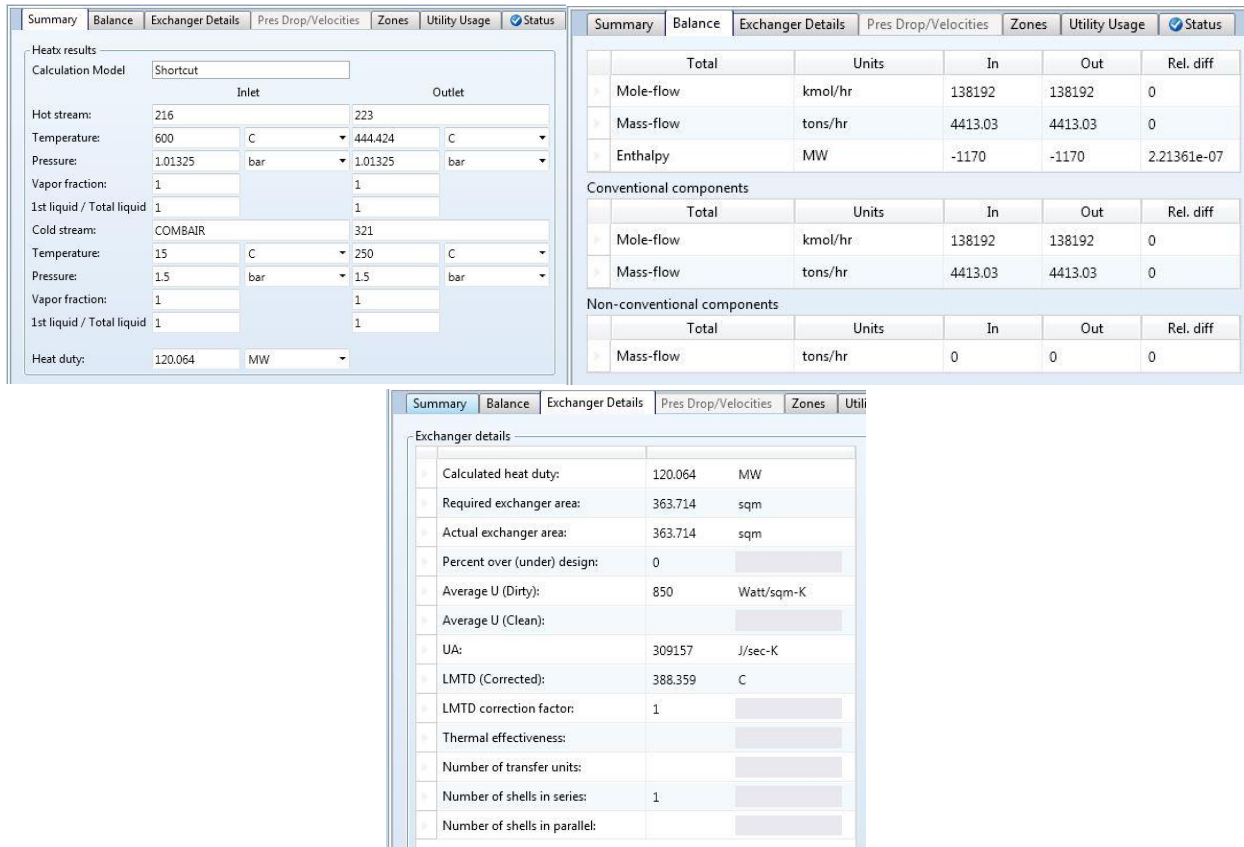 Summary Balance Exchanger Details Pres Drop/Velocities Zones Utility Usage Status
Heatx results
Calculation Model Shortcut
Inlet Outlet
Hot stream: 216 223
Temperature: 600 C 444.424 C
Pressure: 1.01325 bar 1.01325 bar
Vapor fraction: 1 1
1st liquid / Total liquid 1 1
Cold stream: COMBAIR 321
Temperature: 15 C 250 C
Pressure: 1.5 bar 1.5 bar
Vapor fraction: 1 1
1st liquid / Total liquid 1 1
Heat duty: 120.064 MW
Summary Balance Exchanger Details Pres Drop/Velocities Zones Utility Usage Status
Total Units In Out Rel. diff
Mole-flow kmol/hr 138192 138192 0
Mass-flow tons/hr 4413.03 4413.03 0
Enthalpy MW -1170 -1170 2.21361e-07
Conventional components
Total Units In Out Rel. diff
Mole-flow kmol/hr 138192 138192 0
Mass-flow tons/hr 4413.03 4413.03 0
Non-conventional components
Total Units In Out Rel. diff
Mass-flow tons/hr 0 0 0
Summary Balance Exchanger Details Pres Drop/Velocities Zones Utili
Exchanger details
Calculated heat duty: 120.064 MW
Required exchanger area: 363.714 sqm
Actual exchanger area: 363.714 sqm
Percent over (under) design: 0
Average U (Dirty): 850 Watt/sqm-K
Average U (Clean):
UA: 309157 J/sec-K
LMTD (Corrected): 388.359 C
LMTD correction factor: 1
Thermal effectiveness:
Number of transfer units:
Number of shells in series: 1
Number of shells in parallel: